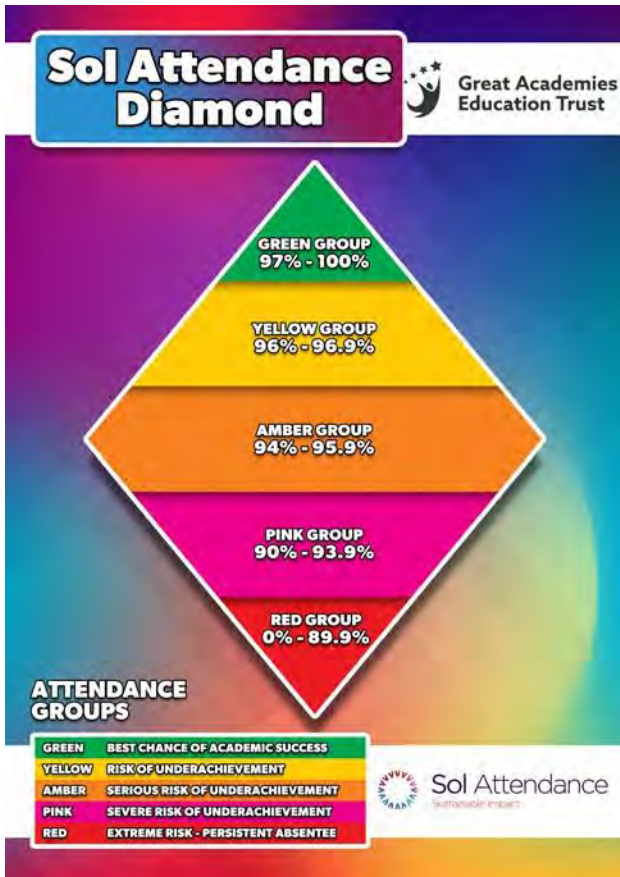 Sol Attendance
Diamond
Great Academies
Education Trust
GREEN GROUP
97% - 100%
YELLOW GROUP
96% - 96.9%
AMBER GROUP
94% - 95.9%
PINK GROUP
90% - 93.9%
RED GROUP
0% - 89.9%
ATTENDANCE
GROUPS
GREEN BEST CHANCE OF ACADEMIC SUCCESS
YELLOW RISK OF UNDERACHIEVEMENT
AMBER SERIOUS RISK OF UNDERACHIEVEMENT
PINK SEVERE RISK OF UNDERACHIEVEMENT
RED EXTREME RISK - PERSISTENT ABSENTEE
Sol Attendance
Sustainable impact